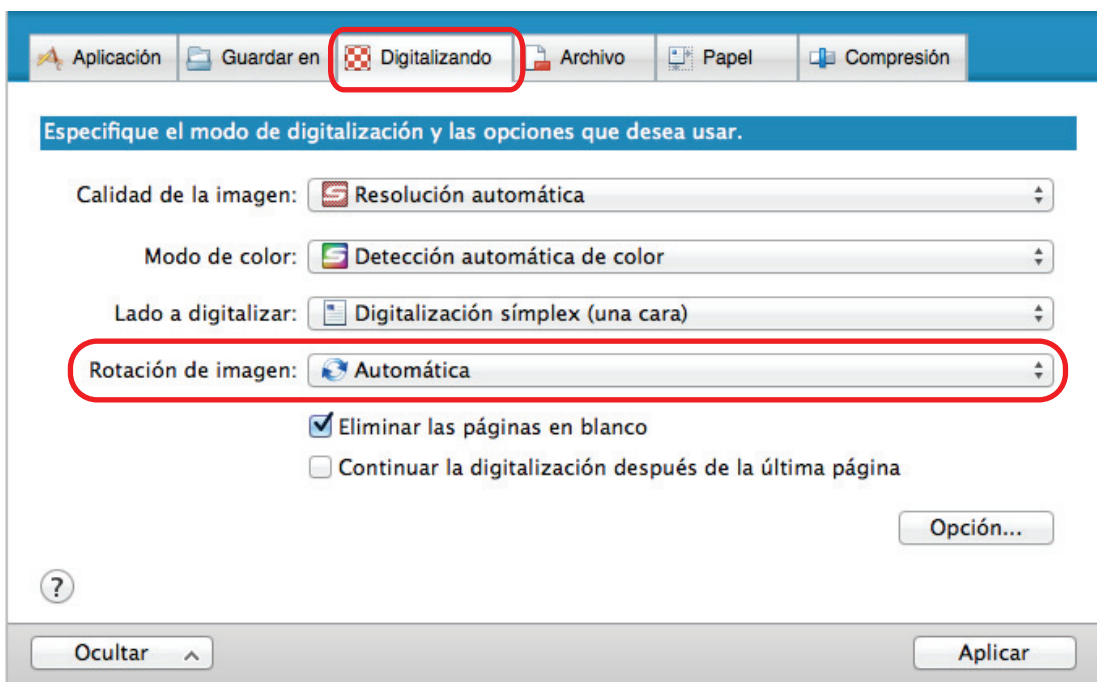 Aplicación Guardar en Digitalizando Archivo Papel Compresión
Especifique el modo de digitalización y las opciones que desea usar.
Calidad de la imagen: Resolución automática
Modo de color: Detección automática de color
Lado a digitalizar: Digitalización símplex (una cara)
Rotación de imagen: Automática
Eliminar las páginas en blanco
Continuar la digitalización después de la última página
Opción...
?
Ocultar Aplicar